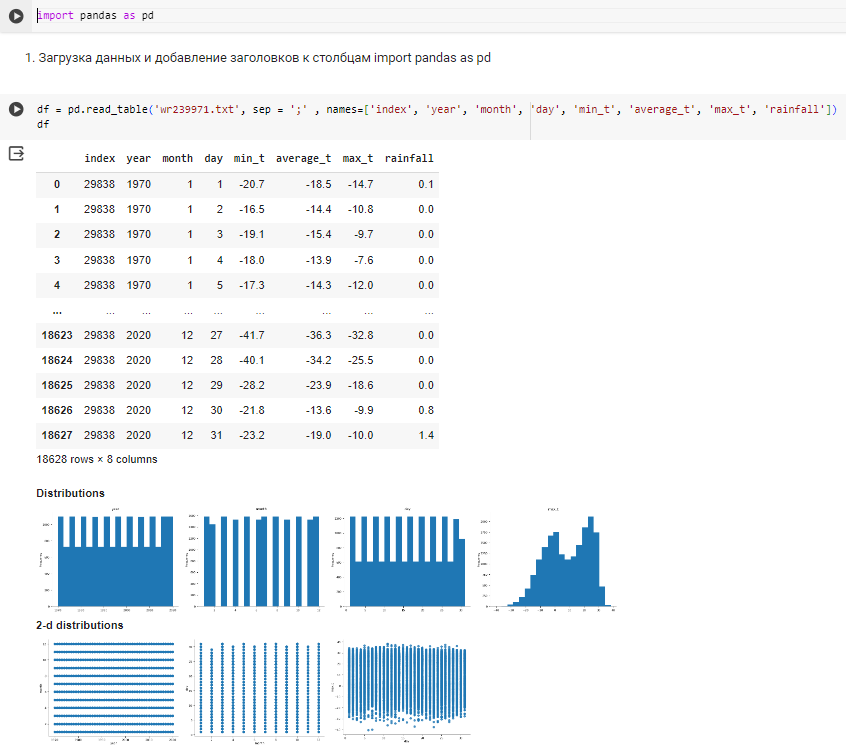 import pandas as pd
1. Загрузка данных и добавление заголовков к столбцам import pandas as pd
df = pd.read_table('wr239971.txt', sep = ';' , names=['index', 'year', 'month', 'day', 'min_t', 'average_t', 'max_t', 'rainfall'])
df
index year month day min_t average_t max_t rainfall
0 29838 1970 1 1 -20.7 -18.5 -14.7 0.1
1 29838 1970 1 2 -16.5 -14.4 -10.8 0.0
2 29838 1970 1 3 -19.1 -15.4 -9.7 0.0
3 29838 1970 1 4 -18.0 -13.9 -7.6 0.0
4 29838 1970 1 5 -17.3 -14.3 -12.0 0.0
... ... ... ... ... ... ... ... ...
18623 29838 2020 12 27 -41.7 -36.3 -32.8 0.0
18624 29838 2020 12 28 -40.1 -34.2 -25.5 0.0
18625 29838 2020 12 29 -28.2 -23.9 -18.6 0.0
18626 29838 2020 12 30 -21.8 -13.6 -9.9 0.8
18627 29838 2020 12 31 -23.2 -19.0 -10.0 1.4
18628 rows × 8 columns
Distributions
2-d distributions